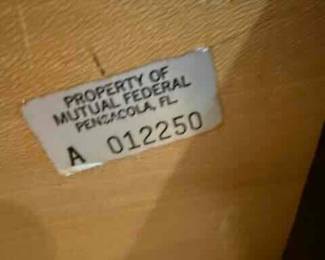 PROPERTY OF
MUTUAL FEDERAL
PENSACOLA, FL
A 012250